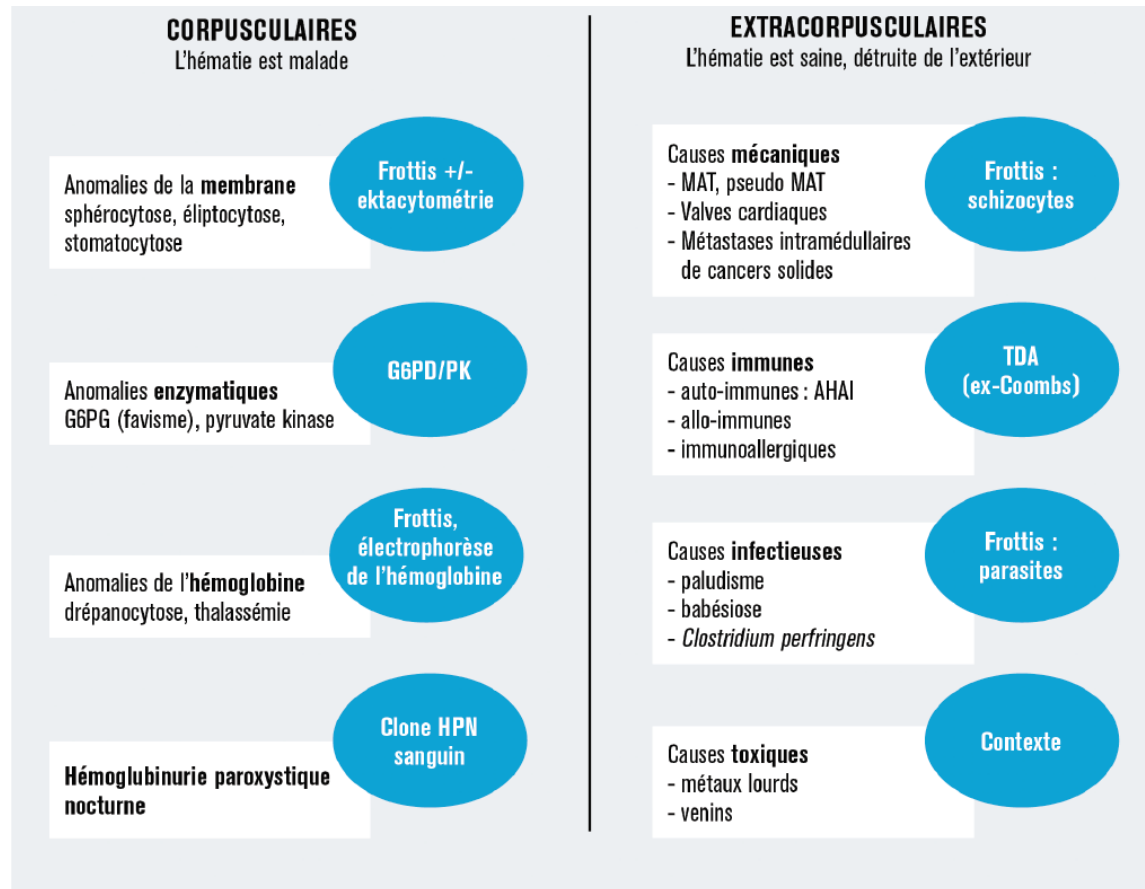 CORPUSCULAIRES
L’hématie est malade
Anomalies de la membrane
sphérocytose, éliptocytose,
stomatocytose
Frottis +/-
ektacytométrie
Anomalies enzymatiques
G6PG (favisme), pyruvate kinase
G6PD/PK
Anomalies de l’hémoglobine
drépanocytose, thalassémie
Frottis,
électrophorèse
de l’hémoglobine
Hémoglubinurie paroxystique
nocturne
Clone HPN
sanguin
EXTRACORPUSCULAIRES
L’hématie est saine, détruite de l’extérieur
Causes mécaniques
- MAT, pseudo MAT
- Valves cardiaques
- Métastases intramédullaires
de cancers solides
Frottis :
schizocytes
Causes immunes
- auto-immunes : AHAI
- allo-immunes
- immunoallergiques
TDA
(ex-Coombs)
Causes infectieuses
- paludisme
- babésiose
- Clostridium perfringens
Frottis :
parasites
Causes toxiques
- métaux lourds
- venins
Contexte